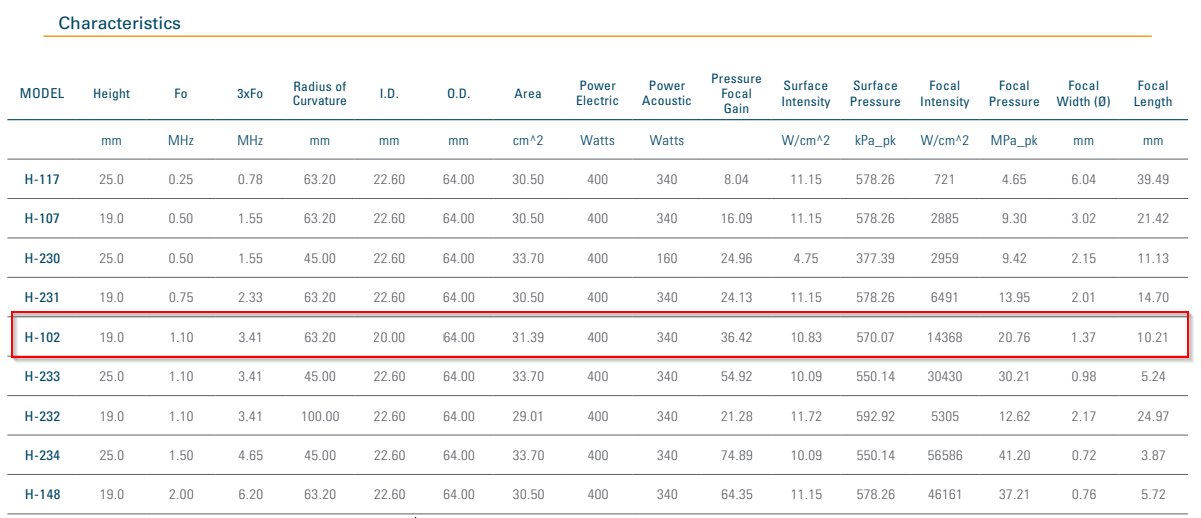 Characteristics
MODEL Height Fo 3xFo Radius of Curvature I.D. O.D. Area Power Electric Power Acoustic Pressure Focal Gain Surface Intensity Surface Pressure Focal Intensity Focal Pressure Focal Width (Ø) Focal Length
mm MHz MHz mm mm mm cm^2 Watts Watts W/cm^2 kPa_pk W/cm^2 MPa_pk mm mm
H-117 25.0 0.25 0.78 63.20 22.60 64.00 30.50 400 340 8.04 11.15 578.26 721 4.65 6.04 39.49
H-107 19.0 0.50 1.55 63.20 22.60 64.00 30.50 400 340 16.09 11.15 578.26 2885 9.30 3.02 21.42
H-230 25.0 0.50 1.55 45.00 22.60 64.00 33.70 400 160 24.96 4.75 377.39 2959 9.42 2.15 11.13
H-231 19.0 0.75 2.33 63.20 22.60 64.00 30.50 400 340 24.13 11.15 578.26 6491 13.95 2.01 14.70
H-102 19.0 1.10 3.41 63.20 20.00 64.00 31.39 400 340 36.42 10.83 570.07 14368 20.76 1.37 10.21
H-233 25.0 1.10 3.41 45.00 22.60 64.00 33.70 400 340 54.92 10.09 550.14 30430 30.21 0.98 5.24
H-232 19.0 1.10 3.41 100.00 22.60 64.00 29.01 400 340 21.28 11.72 592.92 5305 12.62 2.17 24.97
H-234 25.0 1.50 4.65 45.00 22.60 64.00 33.70 400 340 74.89 10.09 550.14 56586 41.20 0.72 3.87
H-148 19.0 2.00 6.20 63.20 22.60 64.00 30.50 400 340 64.35 11.15 578.26 46161 37.21 0.76 5.72